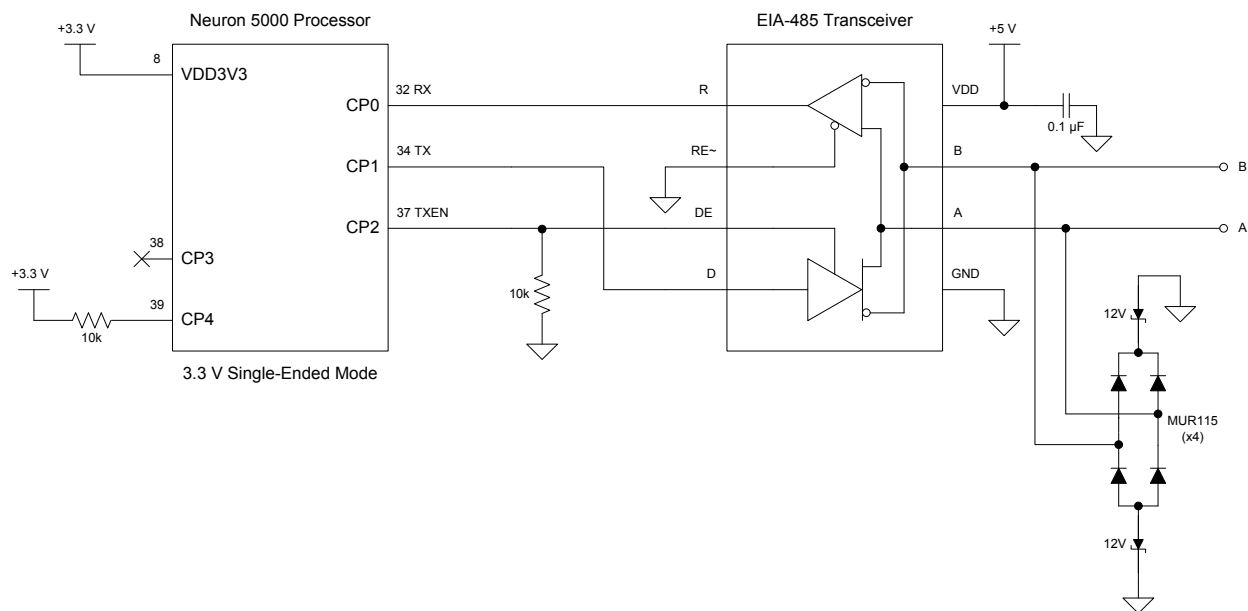 Neuron 5000 Processor
EIA-485 Transceiver
+3.3 V
+5 V
8
VDD3V3
CP0
32 RX
R
VDD
0.1 µF
CP1
34 TX
RE~
B
B
CP2
37 TXEN
DE
A
A
38
CP3
+3.3 V
39
CP4
10k
10k
D
GND
12V
3.3 V Single-Ended Mode
MUR115
(x4)
12V